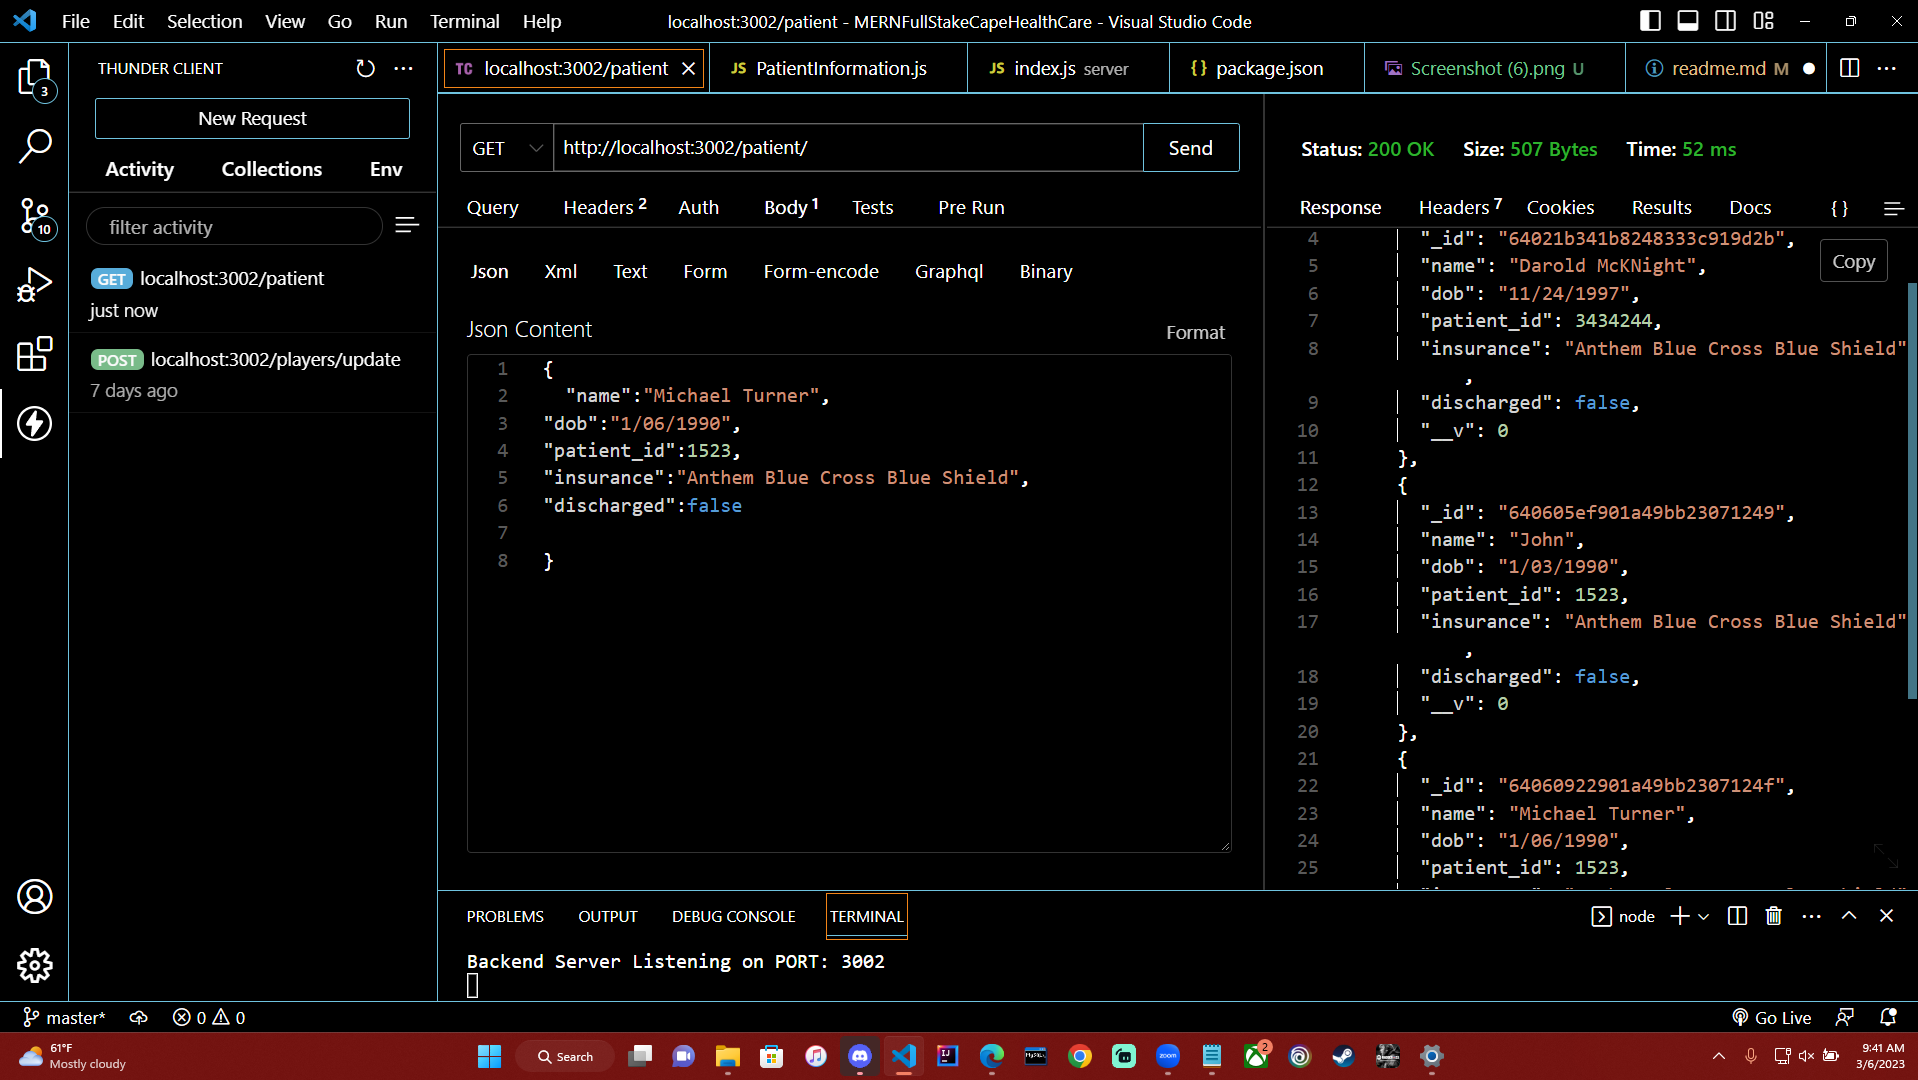 File Edit Selection View Go Run Terminal Help
localhost:3002/patient - MERNFullStakeCapeHealthCare - Visual Studio Code
THUNDER CLIENT
TC localhost:3002/patient
JS PatientInformation.js
JS index.js server
{} package.json
Screenshot (6).png U
readme.md M
3
10
New Request
Activity Collections Env
filter activity
GET localhost:3002/patient
just now
POST localhost:3002/players/update
7 days ago
GET http://localhost:3002/patient/ Send
Query Headers 2 Auth Body 1 Tests Pre Run
Json Xml Text Form Form-encode Graphql Binary
Json Content Format
1 {
2 "name":"Michael Turner",
3 "dob":"1/06/1990",
4 "patient_id":1523,
5 "insurance":"Anthem Blue Cross Blue Shield",
6 "discharged":false
7
8 }
Status: 200 OK Size: 507 Bytes Time: 52 ms
Response Headers 7 Cookies Results Docs {}
Copy
4 "_id": "64021b341b8248333c919d2b",
5 "name": "Darold McKNight",
6 "dob": "11/24/1997",
7 "patient_id": 3434244,
8 "insurance": "Anthem Blue Cross Blue Shield"
,
9 "discharged": false,
10 "__v": 0
11 },
12 {
13 "_id": "640605ef901a49bb23071249",
14 "name": "John",
15 "dob": "1/03/1990",
16 "patient_id": 1523,
17 "insurance": "Anthem Blue Cross Blue Shield"
,
18 "discharged": false,
19 "__v": 0
20 },
21 {
22 "_id": "64060922901a49bb2307124f",
23 "name": "Michael Turner",
24 "dob": "1/06/1990",
25 "patient_id": 1523,
PROBLEMS OUTPUT DEBUG CONSOLE TERMINAL
node
Backend Server Listening on PORT: 3002
master* 0 0
Go Live
61°F
Mostly cloudy
Search
zoom
2
9:41 AM
3/6/2023